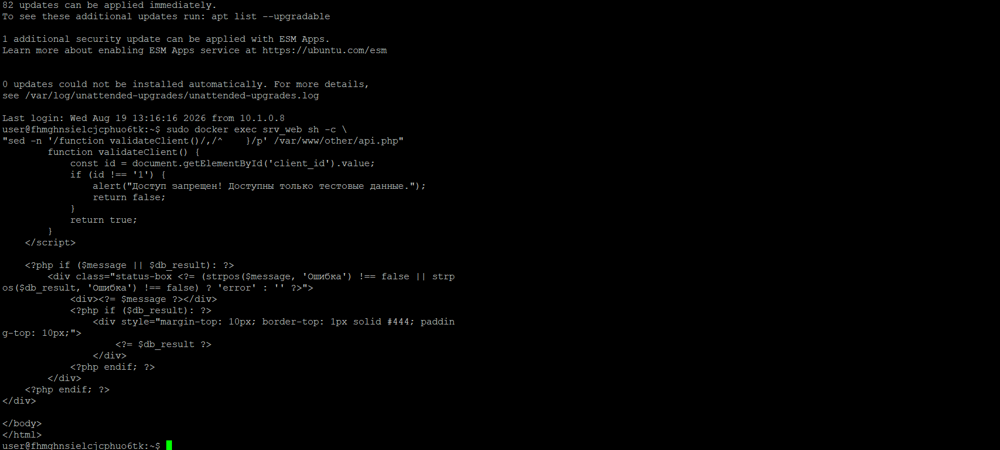 82 updates can be applied immediately.
To see these additional updates run: apt list --upgradable
1 additional security update can be applied with ESM Apps.
Learn more about enabling ESM Apps service at https://ubuntu.com/esm
0 updates could not be installed automatically. For more details,
see /var/log/unattended-upgrades/unattended-upgrades.log
Last login: Wed Aug 19 13:16:16 2026 from 10.1.0.8
user@fhmghnsielcjcphuo6tk:~$ sudo docker exec srv_web sh -c \
"sed -n '/function validateClient()/,/^    }/p' /var/www/other/api.php"
        function validateClient() {
            const id = document.getElementById('client_id').value;
            if (id !== '1') {
                alert("Доступ запрещен! Доступны только тестовые данные.");
                return false;
            }
            return true;
        }
    </script>
    <?php if ($message || $db_result): ?>
        <div class="status-box <?= (strpos($message, 'Ошибка') !== false || strp
os($db_result, 'Ошибка') !== false) ? 'error' : '' ?>">
            <div><?= $message ?></div>
            <?php if ($db_result): ?>
                <div style="margin-top: 10px; border-top: 1px solid #444; paddin
g-top: 10px;">
                    <?= $db_result ?>
                </div>
            <?php endif; ?>
        </div>
    <?php endif; ?>
</div>
</body>
</html>
user@fhmghnsielcjcphuo6tk:~$